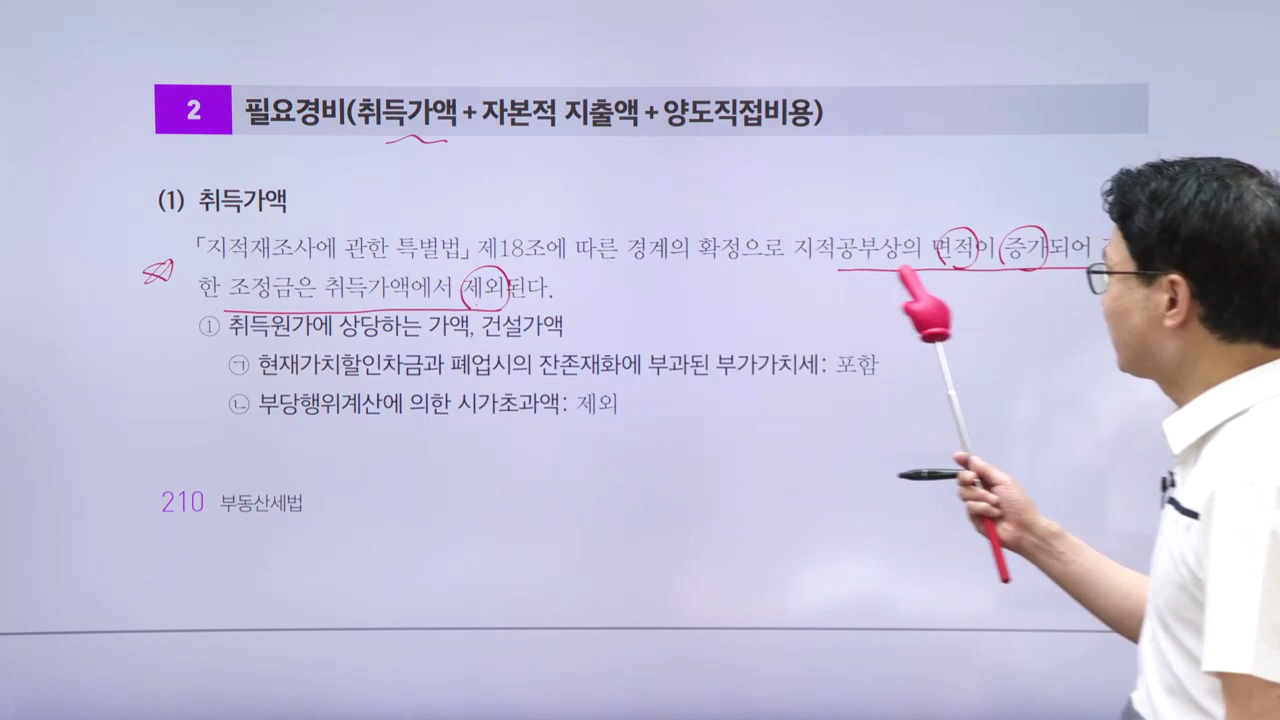 2 필요경비(취득가액 + 자본적 지출액 + 양도직접비용)
(1) 취득가액
「지적재조사에 관한 특별법」 제18조에 따른 경계의 확정으로 지적공부상의 면적이 증가되어
한 조정금은 취득가액에서 제외된다.
① 취득원가에 상당하는 가액, 건설가액
㉠ 현재가치할인차금과 폐업시의 잔존재화에 부과된 부가가치세: 포함
㉡ 부당행위계산에 의한 시가초과액: 제외
210 부동산세법